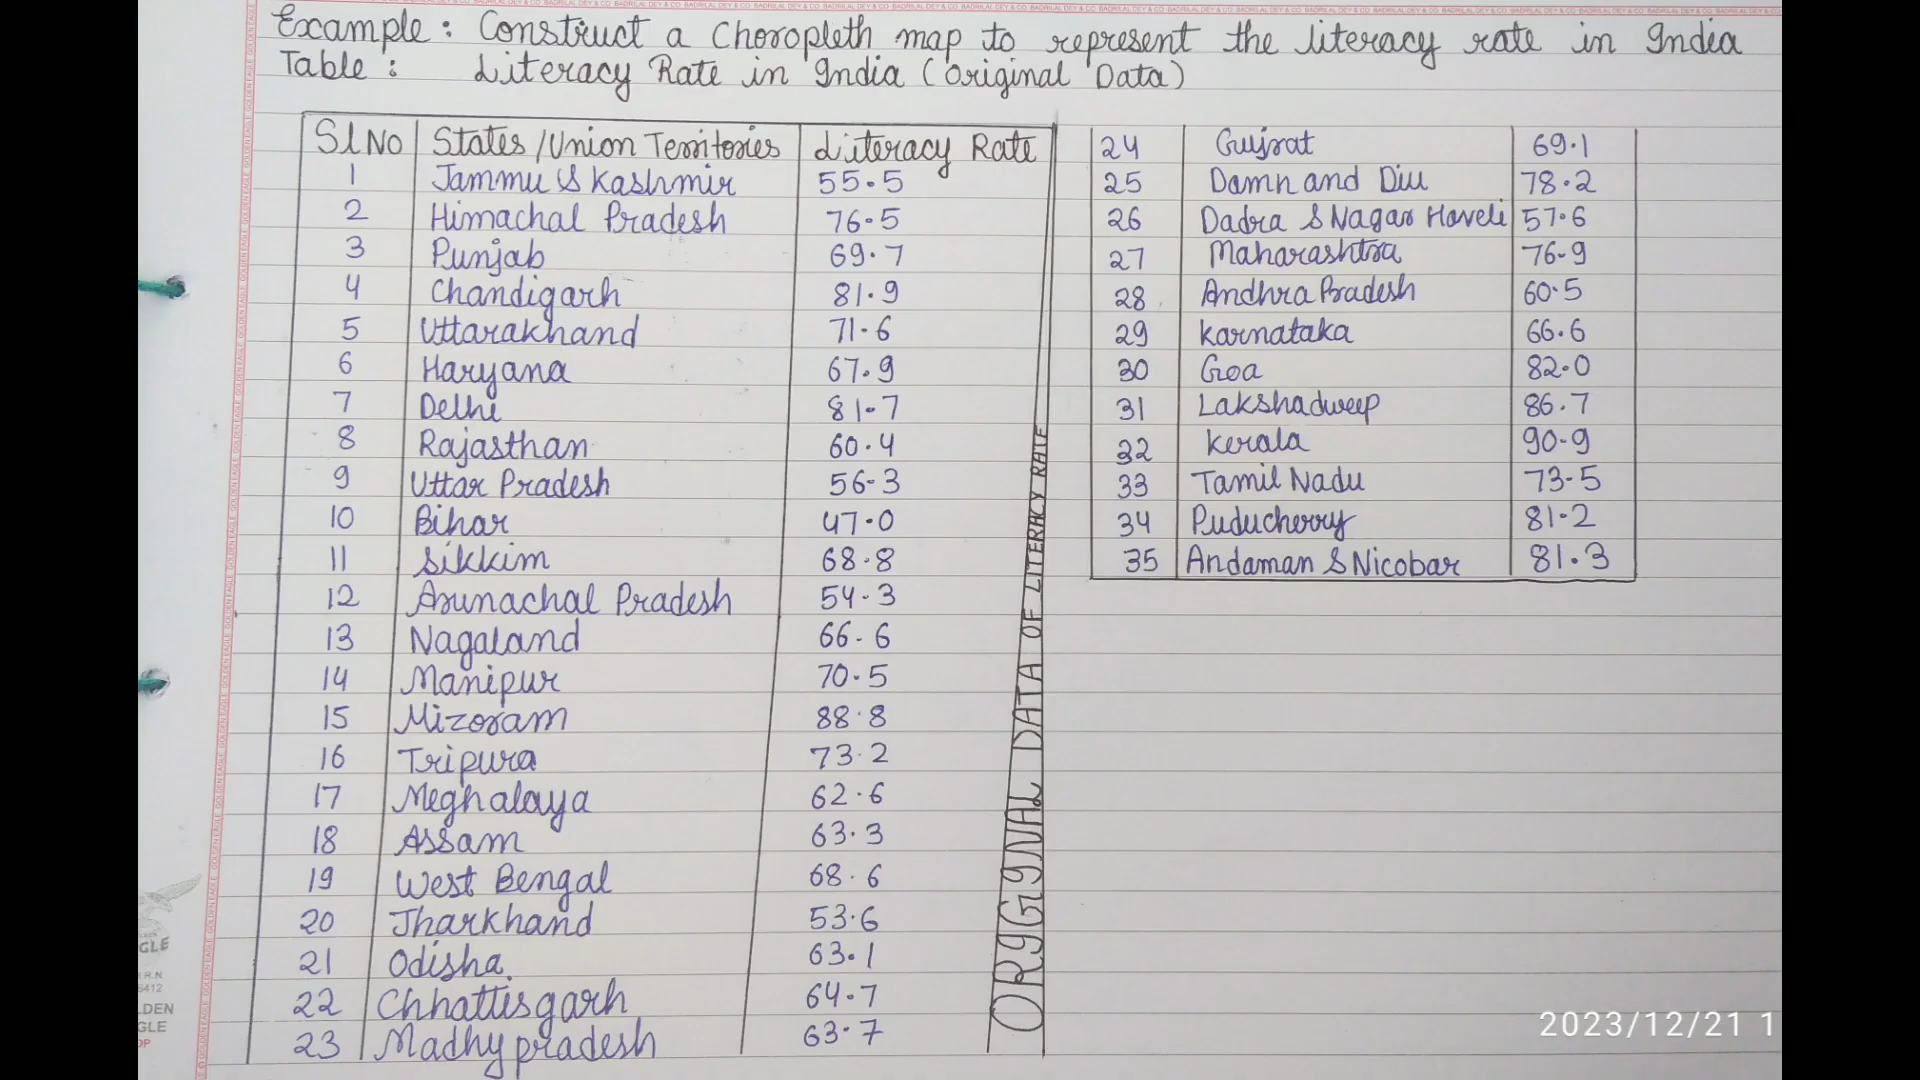 Example : Construct a Choropleth map to represent the literacy rate in India
Table : Literacy Rate in India (Original Data)
Sl No States/Union Territories Literacy Rate
1 Jammu & Kashmir 55.5
2 Himachal Pradesh 76.5
3 Punjab 69.7
4 Chandigarh 81.9
5 Uttarakhand 71.6
6 Haryana 67.9
7 Delhi 81.7
8 Rajasthan 60.4
9 Uttar Pradesh 56.3
10 Bihar 47.0
11 Sikkim 68.8
12 Arunachal Pradesh 54.3
13 Nagaland 66.6
14 Manipur 70.5
15 Mizoram 88.8
16 Tripura 73.2
17 Meghalaya 62.6
18 Assam 63.3
19 West Bengal 68.6
20 Jharkhand 53.6
21 Odisha 63.1
22 Chhattisgarh 64.7
23 Madhypradesh 63.7
ORIGINAL DATA OF LITERACY RATE
24 Gujrat 69.1
25 Damn and Diu 78.2
26 Dadra & Nagar Haveli 57.6
27 Maharashtra 76.9
28 Andhra Pradesh 60.5
29 Karnataka 66.6
30 Goa 82.0
31 Lakshadweep 86.7
32 Kerala 90.9
33 Tamil Nadu 73.5
34 Puducherry 81.2
35 Andaman & Nicobar 81.3
2023/12/21 1